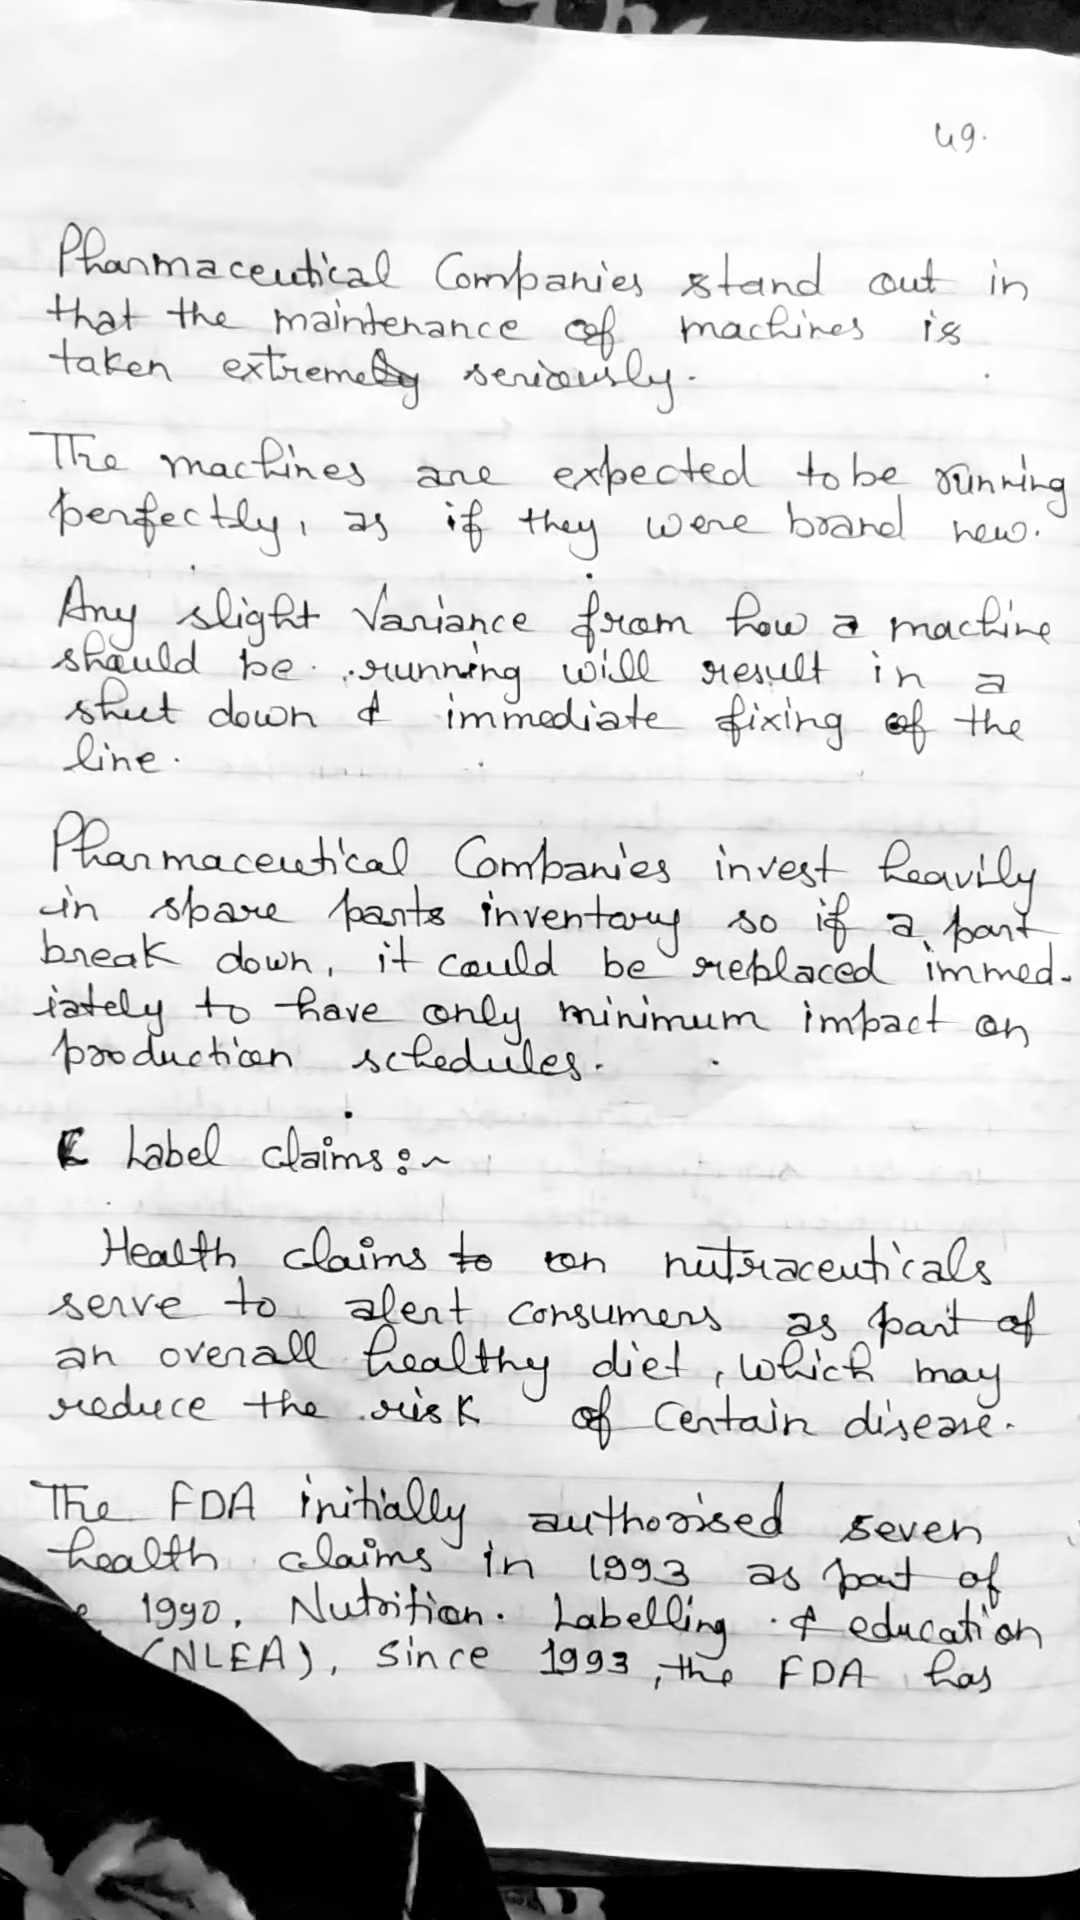 49.
Pharmaceutical Companies stand out in
that the maintenance of machines is
taken extremely seriously.
The machines are expected to be running
perfectly, as if they were brand new.
Any slight variance from how a machine
should be running will result in a
shut down & immediate fixing of the
line.
Pharmaceutical Companies invest heavily
in spare parts inventory so if a part
break down, it could be replaced immed-
iately to have only minimum impact on
production schedules.
Label claims:~
Health claims to on nutraceuticals
serve to alert consumers as part of
an overall healthy diet, which may
reduce the risk of certain disease.
The FDA initially authorised seven
health claims in 1993 as part of
1990, Nutrition. Labelling & education
(NLEA), since 1993, the FDA has